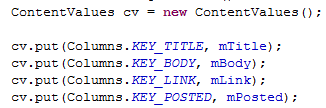 ContentValues cv = new ContentValues();
cv.put(Columns.KEY_TITLE, mTitle);
cv.put(Columns.KEY_BODY, mBody);
cv.put(Columns.KEY_LINK, mLink);
cv.put(Columns.KEY_POSTED, mPosted);